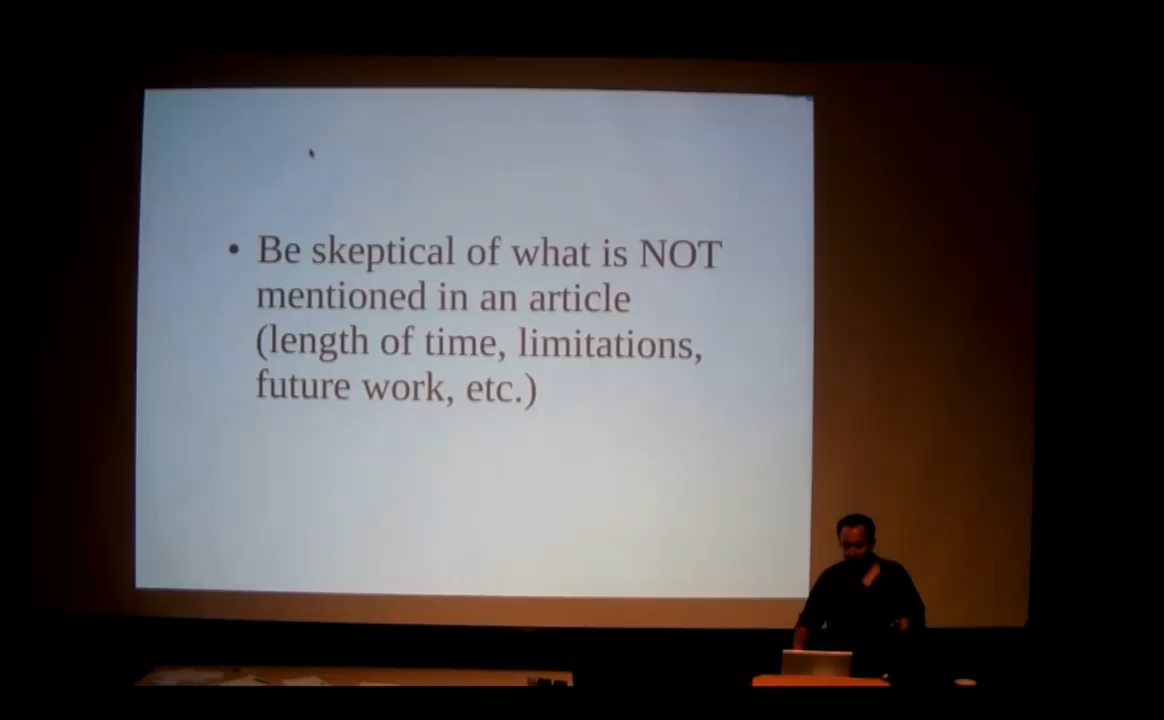 • Be skeptical of what is NOT
mentioned in an article
(length of time, limitations,
future work, etc.)